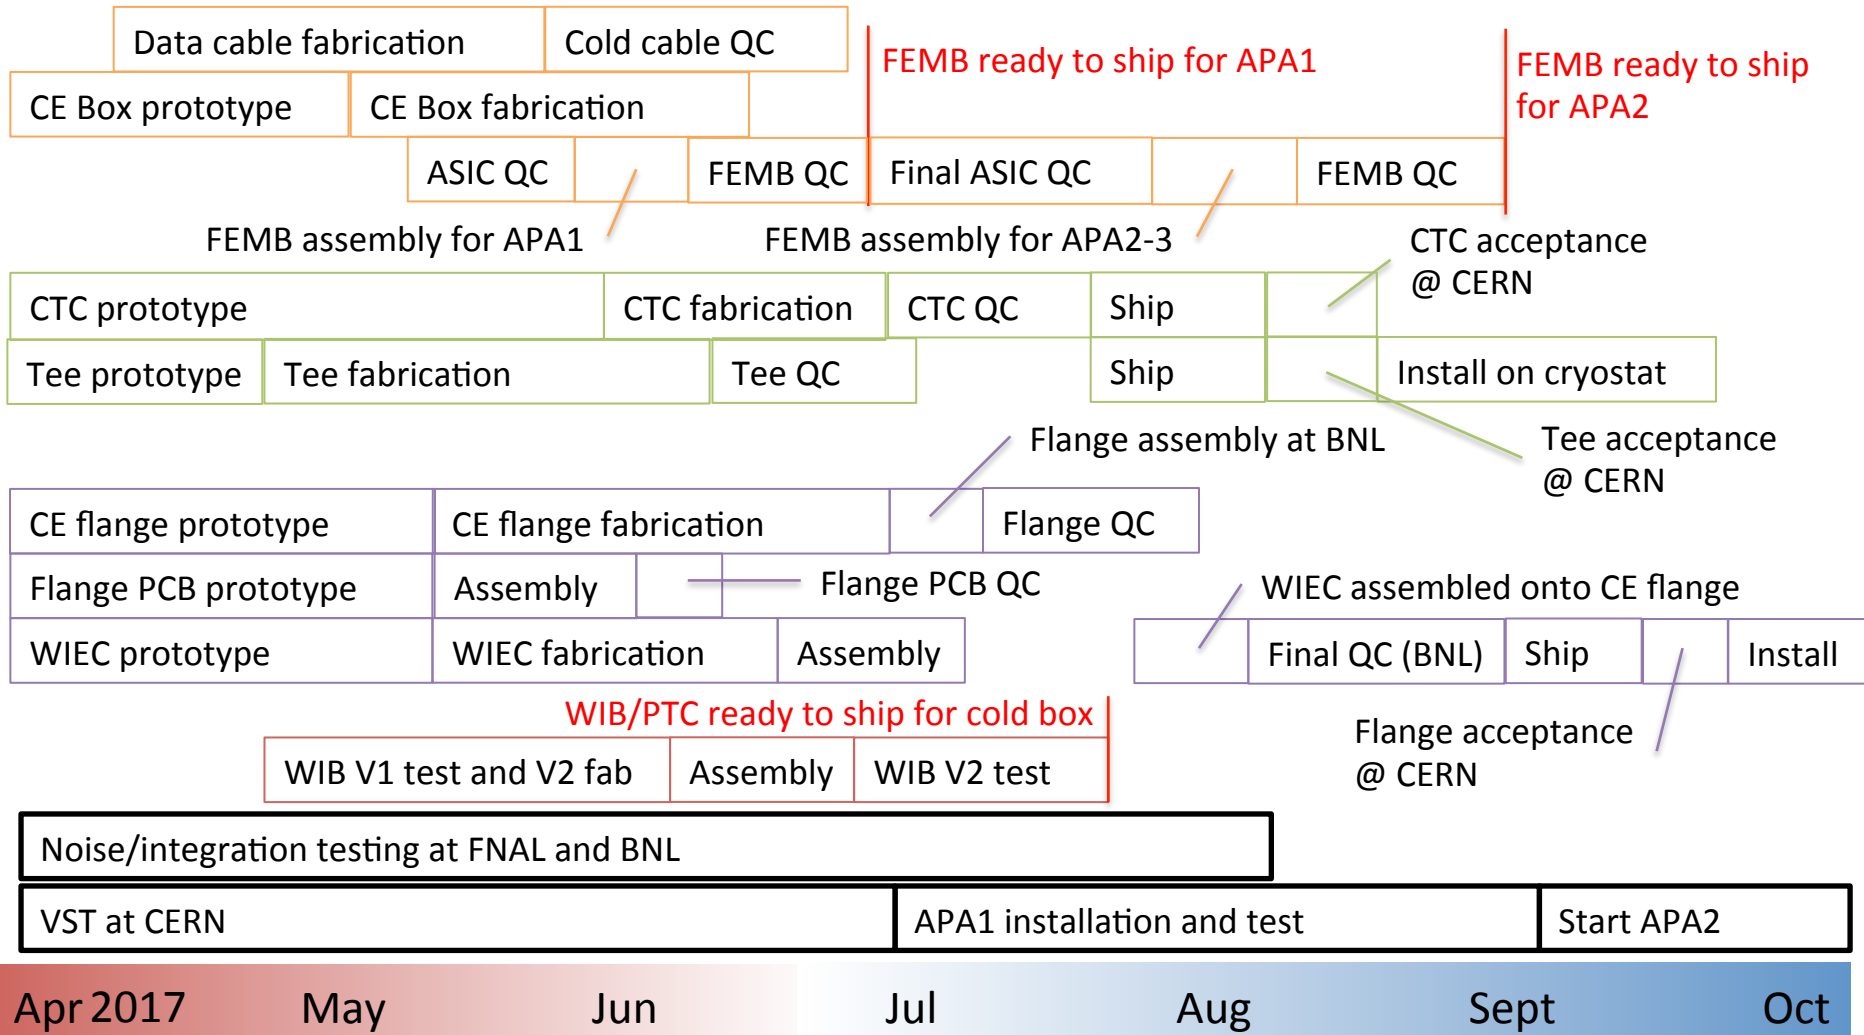 Data cable fabrication
Cold cable QC
FEMB ready to ship for APA1
FEMB ready to ship
for APA2
CE Box prototype
CE Box fabrication
ASIC QC
FEMB QC
Final ASIC QC
FEMB QC
FEMB assembly for APA1
FEMB assembly for APA2-3
CTC acceptance
@ CERN
CTC prototype
CTC fabrication
CTC QC
Ship
Tee prototype
Tee fabrication
Tee QC
Ship
Install on cryostat
Flange assembly at BNL
Tee acceptance
@ CERN
CE flange prototype
CE flange fabrication
Flange QC
Flange PCB prototype
Assembly
Flange PCB QC
WIEC assembled onto CE flange
WIEC prototype
WIEC fabrication
Assembly
Final QC (BNL)
Ship
Install
WIB/PTC ready to ship for cold box
Flange acceptance
@ CERN
WIB V1 test and V2 fab
Assembly
WIB V2 test
Noise/integration testing at FNAL and BNL
VST at CERN
APA1 installation and test
Start APA2
Apr 2017
May
Jun
Jul
Aug
Sept
Oct